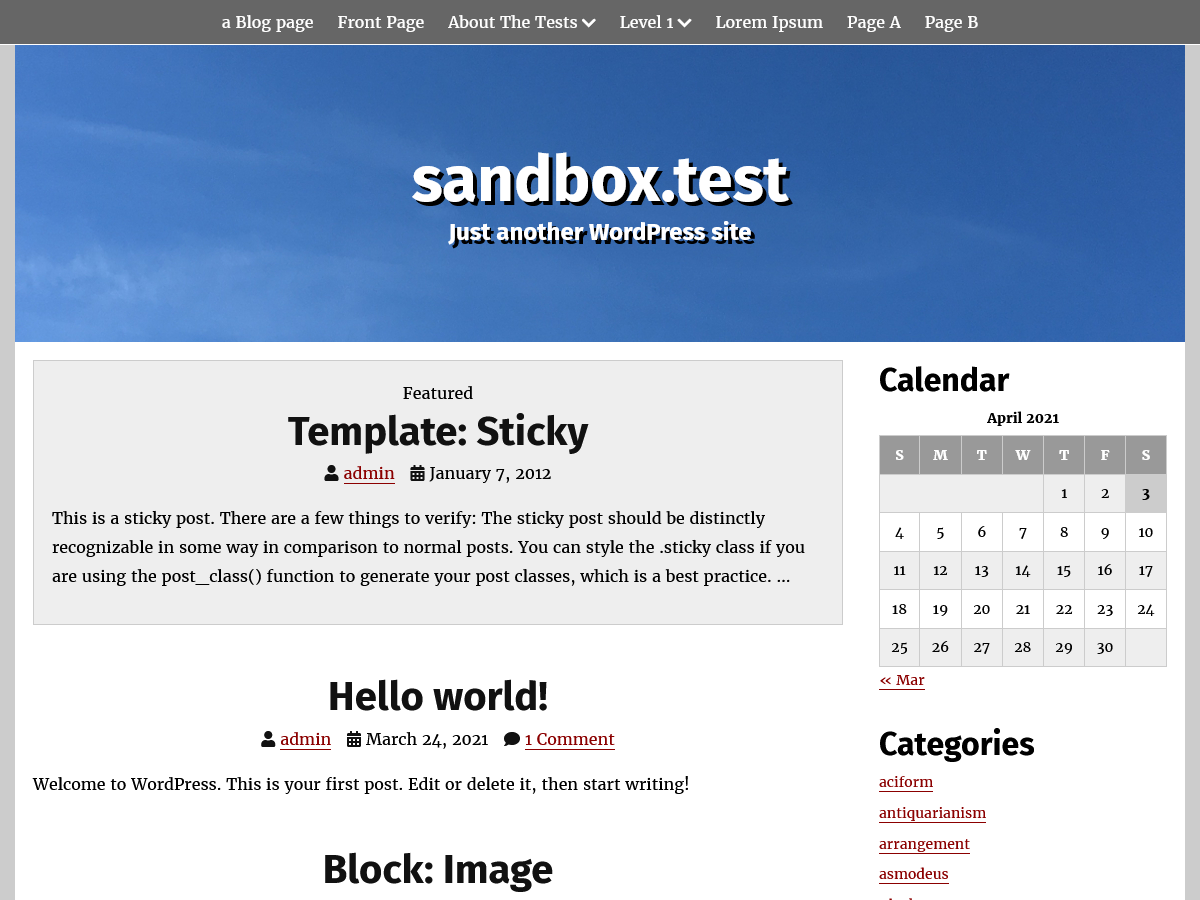 a Blog page Front Page About The Tests Level 1 Lorem Ipsum Page A Page B
sandbox.test
Just another WordPress site
Featured
Template: Sticky
admin January 7, 2012
This is a sticky post. There are a few things to verify: The sticky post should be distinctly
recognizable in some way in comparison to normal posts. You can style the .sticky class if you
are using the post_class() function to generate your post classes, which is a best practice. ...
Hello world!
admin March 24, 2021 1 Comment
Welcome to WordPress. This is your first post. Edit or delete it, then start writing!
Block: Image
Calendar
April 2021
S M T W T F S
1 2 3
4 5 6 7 8 9 10
11 12 13 14 15 16 17
18 19 20 21 22 23 24
25 26 27 28 29 30
« Mar
Categories
aciform
antiquarianism
arrangement
asmodeus